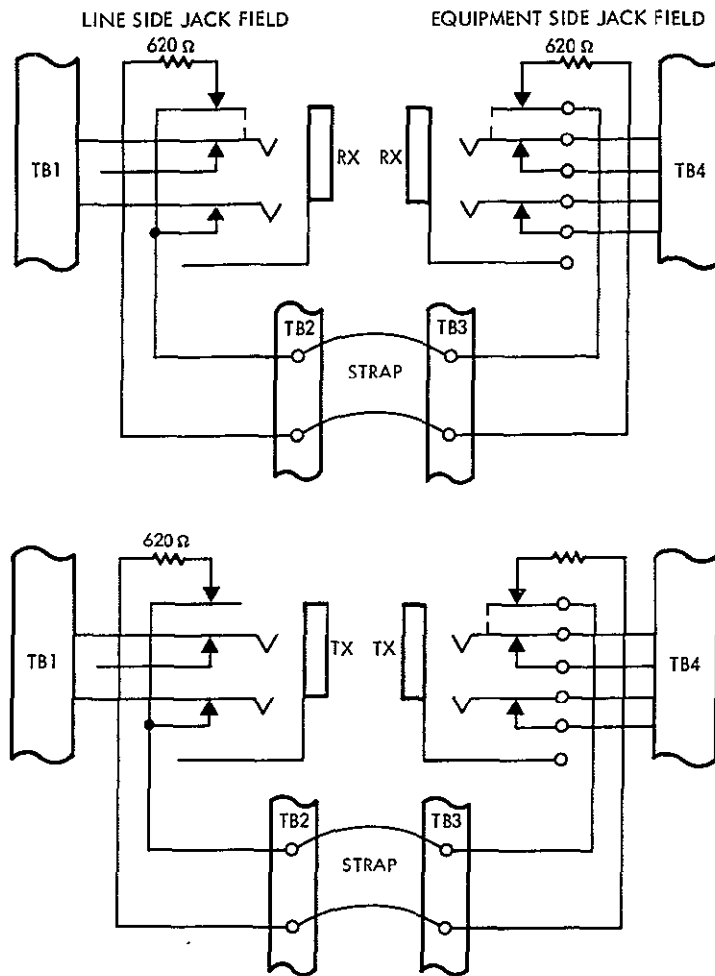 LINE SIDE JACK FIELD
EQUIPMENT SIDE JACK FIELD
620 Ω
620 Ω
TB1
RX
RX
TB4
TB2
TB3
STRAP
620 Ω
TB1
TX
TX
TB4
TB2
TB3
STRAP